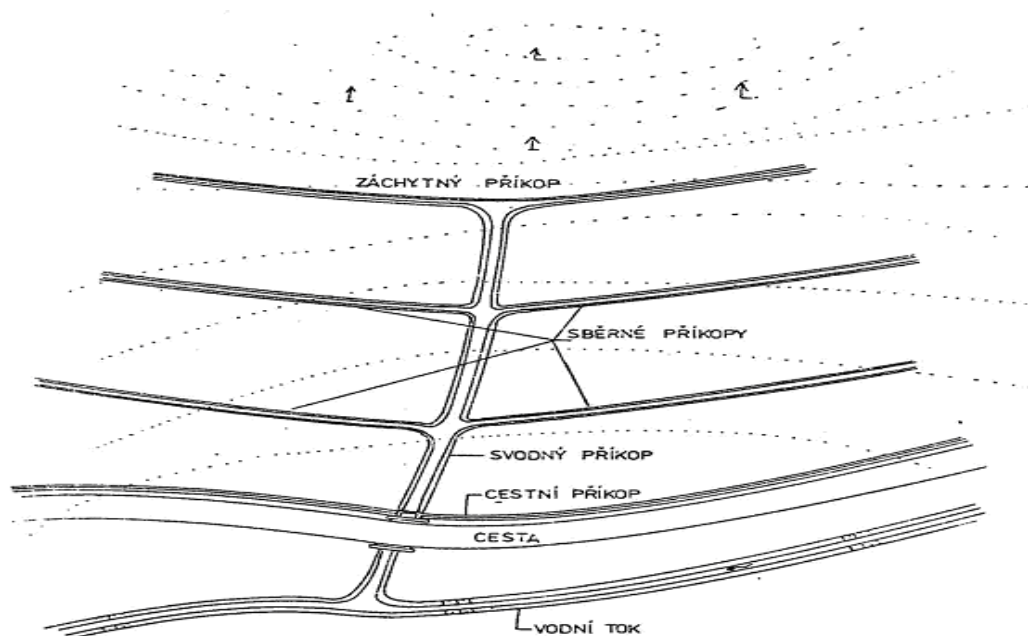 ZÁCHYTNÝ PŘÍKOP
SBĚRNÉ PŘÍKOPY
SVODNÝ PŘÍKOP
CESTNÍ PŘÍKOP
CESTA
VODNÍ TOK